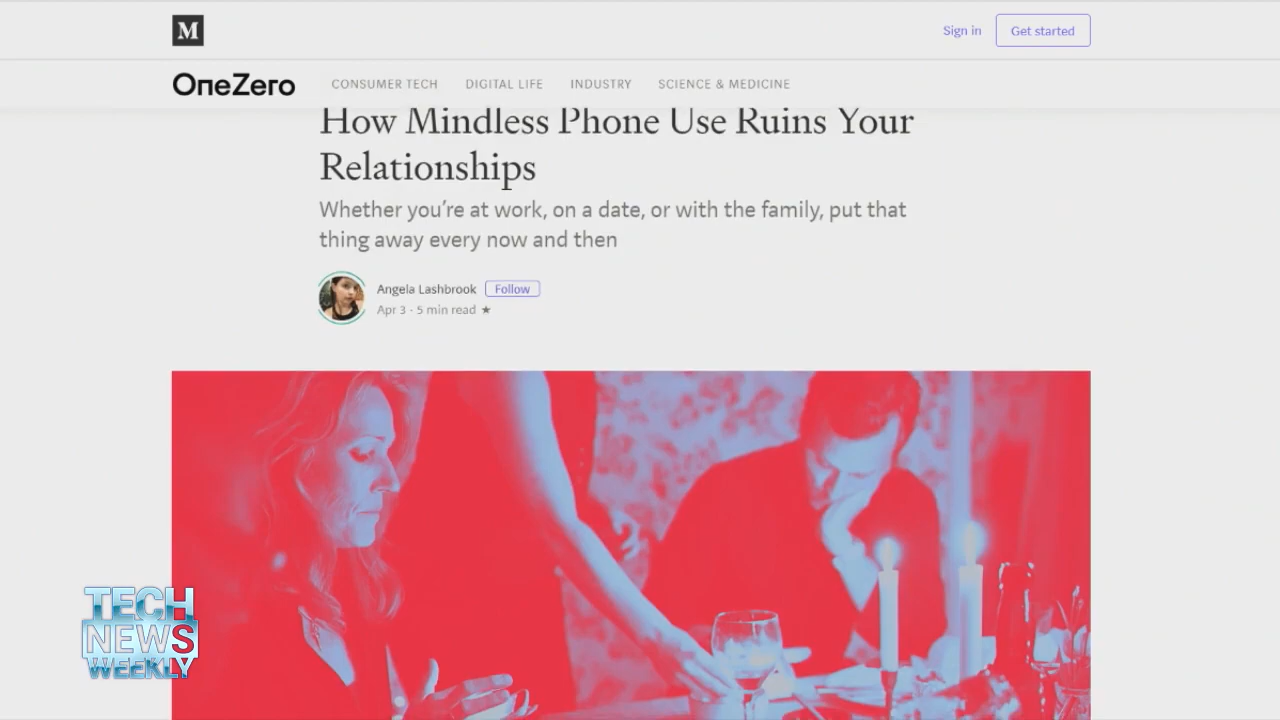 M
Sign in
Get started
OneZero
CONSUMER TECH
DIGITAL LIFE
INDUSTRY
SCIENCE & MEDICINE
How Mindless Phone Use Ruins Your
Relationships
Whether you’re at work, on a date, or with the family, put that
thing away every now and then
Angela Lashbrook
Follow
Apr 3 · 5 min read ★
TECH
NEWS
WEEKLY